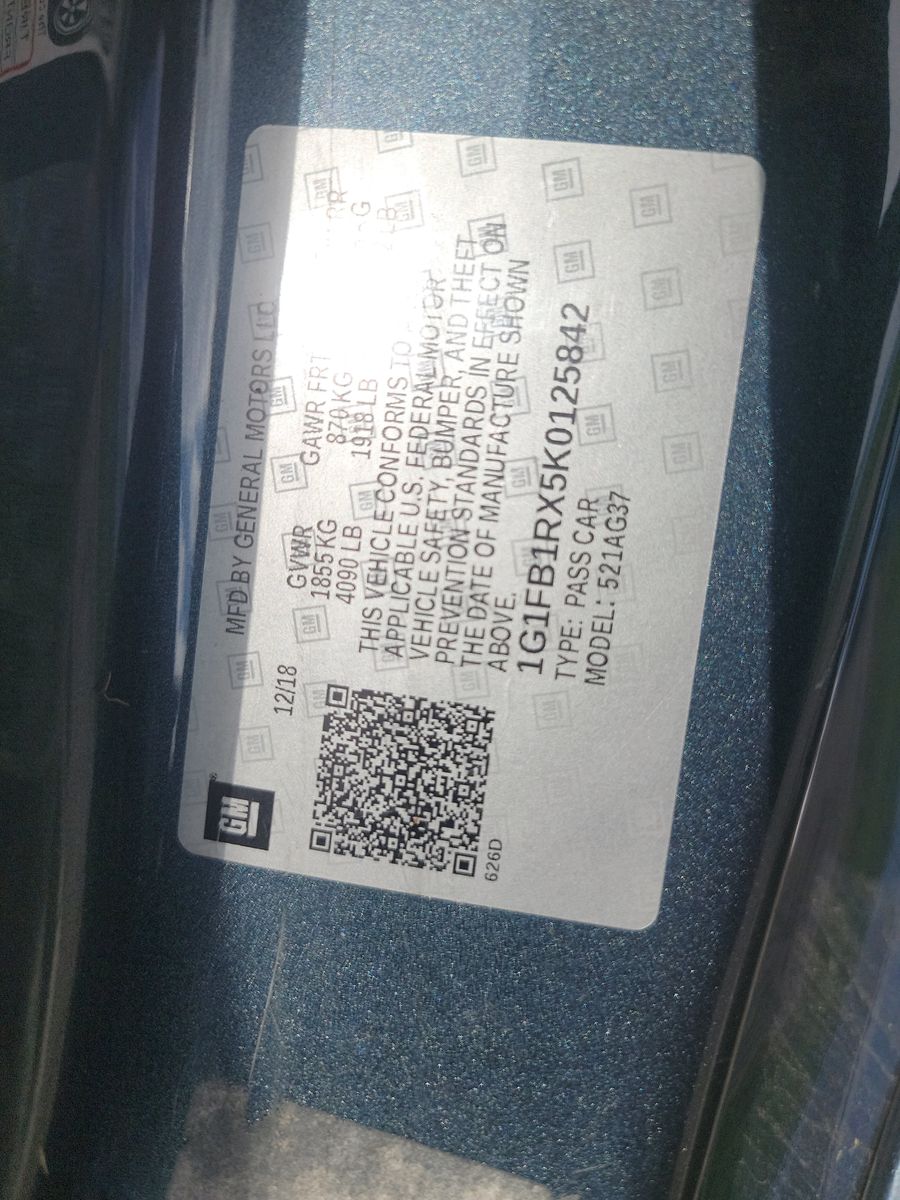 GM
MFD BY GENERAL MOTORS LLC
12/18
GVWR
1855 KG
4090 LB
GAWR FRT
870 KG
1918 LB
THIS VEHICLE CONFORMS TO
APPLICABLE U.S. FEDERAL MOTOR
VEHICLE SAFETY, BUMPER, AND THEFT
PREVENTION STANDARDS IN EFFECT ON
THE DATE OF MANUFACTURE SHOWN
ABOVE.
1G1FB1RX5K0125842
TYPE: PASS CAR
MODEL: 521AG37
626D